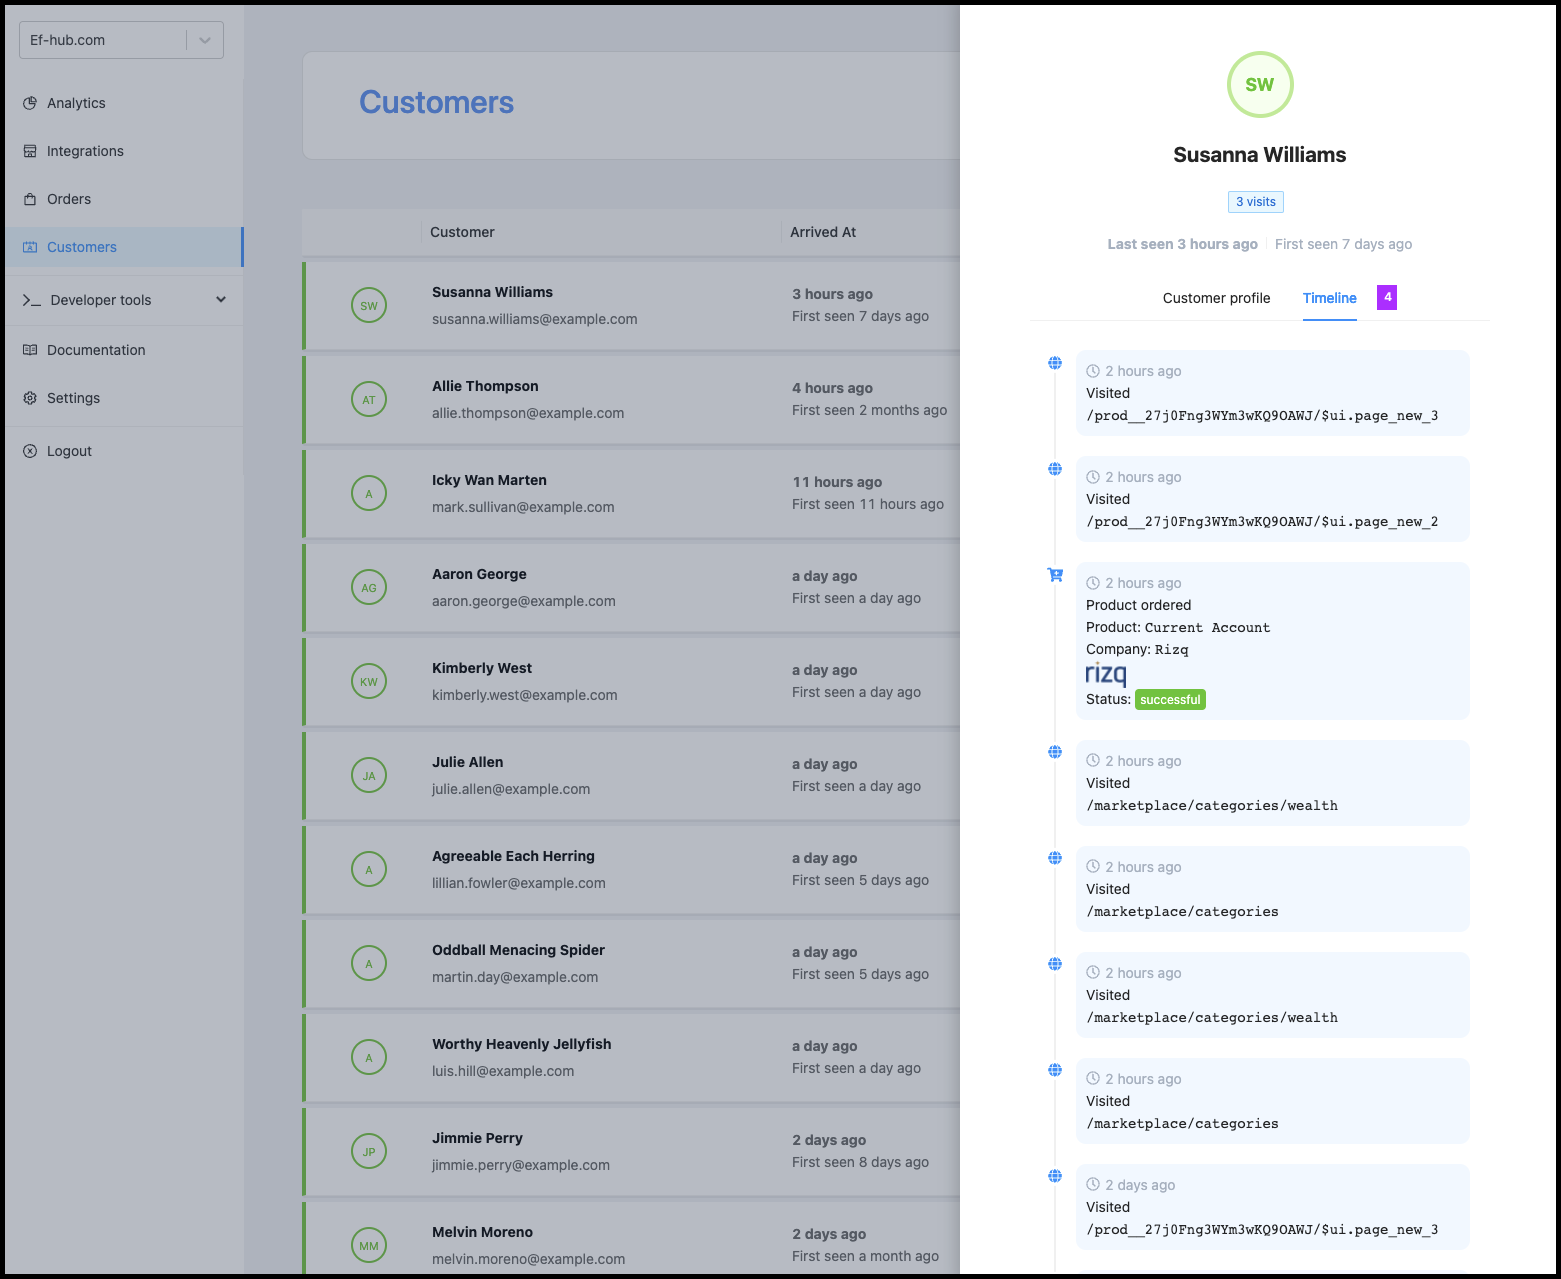 Ef-hub.com
Analytics
Integrations
Orders
Customers
Developer tools
Documentation
Settings
Logout
Customers
Customer
Arrived At
SW
Susanna Williams
susanna.williams@example.com
3 hours ago
First seen 7 days ago
AT
Allie Thompson
allie.thompson@example.com
4 hours ago
First seen 2 months ago
A
Icky Wan Marten
mark.sullivan@example.com
11 hours ago
First seen 11 hours ago
AG
Aaron George
aaron.george@example.com
a day ago
First seen a day ago
KW
Kimberly West
kimberly.west@example.com
a day ago
First seen a day ago
JA
Julie Allen
julie.allen@example.com
a day ago
First seen a day ago
A
Agreeable Each Herring
lillian.fowler@example.com
a day ago
First seen 5 days ago
A
Oddball Menacing Spider
martin.day@example.com
a day ago
First seen 5 days ago
A
Worthy Heavenly Jellyfish
luis.hill@example.com
a day ago
First seen a day ago
JP
Jimmie Perry
jimmie.perry@example.com
2 days ago
First seen 8 days ago
MM
Melvin Moreno
melvin.moreno@example.com
2 days ago
First seen a month ago
SW
Susanna Williams
3 visits
Last seen 3 hours ago First seen 7 days ago
Customer profile Timeline 4
2 hours ago
Visited
/prod__27j0Fng3WYm3wKQ9OAWJ/$ui.page_new_3
2 hours ago
Visited
/prod__27j0Fng3WYm3wKQ9OAWJ/$ui.page_new_2
2 hours ago
Product ordered
Product: Current Account
Company: Rizq
rizq
Status: successful
2 hours ago
Visited
/marketplace/categories/wealth
2 hours ago
Visited
/marketplace/categories
2 hours ago
Visited
/marketplace/categories/wealth
2 hours ago
Visited
/marketplace/categories
2 days ago
Visited
/prod__27j0Fng3WYm3wKQ9OAWJ/$ui.page_new_3